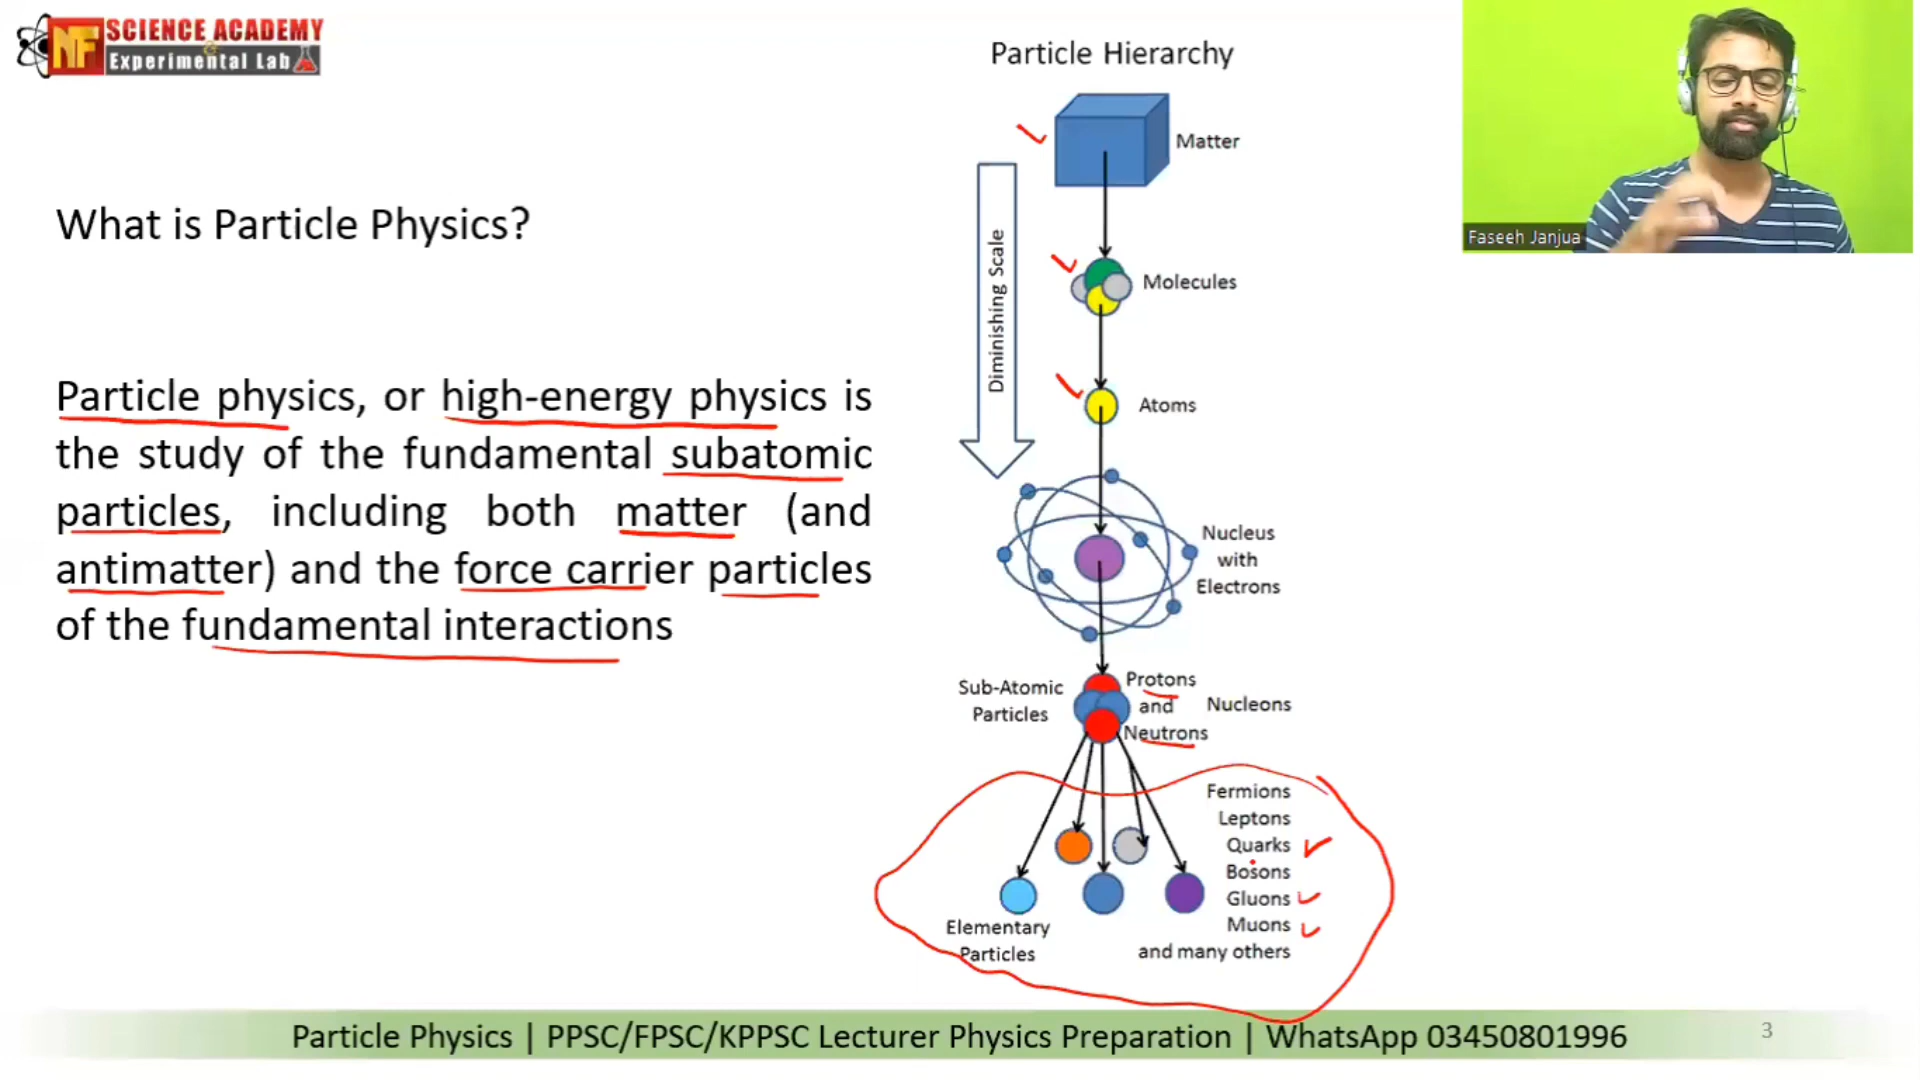 NF SCIENCE ACADEMY
Experimental Lab
Particle Hierarchy
Matter
Faseeh Janjua
What is Particle Physics?
Diminishing Scale
Molecules
Particle physics, or high-energy physics is
the study of the fundamental subatomic
particles, including both matter (and
antimatter) and the force carrier particles
of the fundamental interactions
Atoms
Nucleus
with
Electrons
Sub-Atomic
Particles
Protons
and
Neutrons
Nucleons
Fermions
Leptons
Quarks
Bosons
Gluons
Muons
and many others
Elementary
Particles
Particle Physics | PPSC/FPSC/KPPSC Lecturer Physics Preparation | WhatsApp 03450801996
3